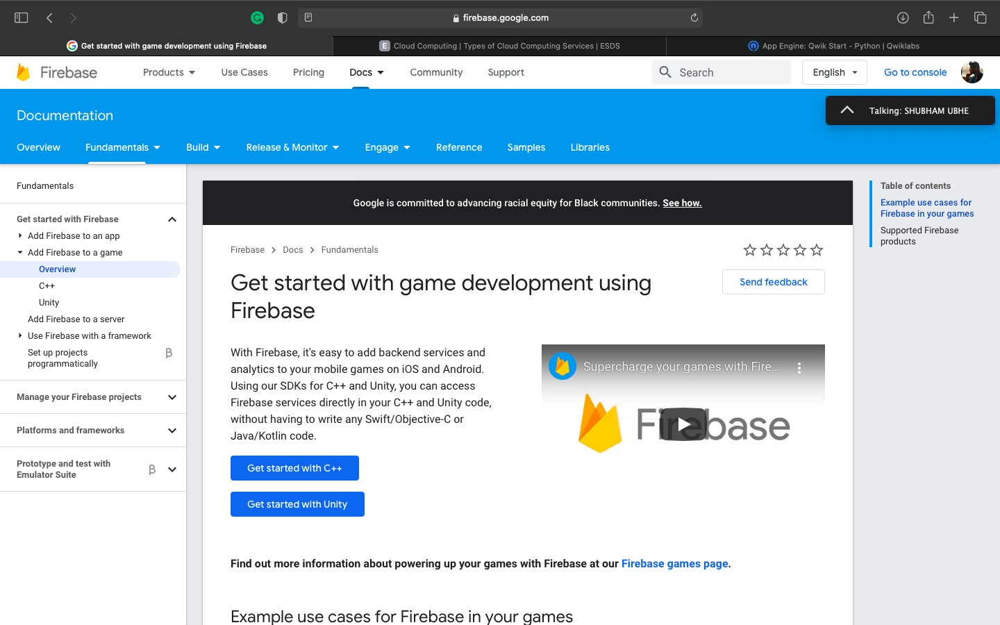 firebase.google.com
Get started with game development using Firebase
E Cloud Computing | Types of Cloud Computing Services | ESDS
App Engine: Qwik Start - Python | Qwiklabs
Firebase
Products
Use Cases
Pricing
Docs
Community
Support
Search
English
Go to console
Documentation
Talking: SHUBHAM UBHE
Overview
Fundamentals
Build
Release & Monitor
Engage
Reference
Samples
Libraries
Fundamentals
Get started with Firebase
Add Firebase to an app
Add Firebase to a game
Overview
C++
Unity
Add Firebase to a server
Use Firebase with a framework
Set up projects
programmatically
β
Manage your Firebase projects
Platforms and frameworks
Prototype and test with
Emulator Suite
β
Google is committed to advancing racial equity for Black communities. See how.
Firebase > Docs > Fundamentals
Get started with game development using
Firebase
Send feedback
With Firebase, it's easy to add backend services and
analytics to your mobile games on iOS and Android.
Using our SDKs for C++ and Unity, you can access
Firebase services directly in your C++ and Unity code,
without having to write any Swift/Objective-C or
Java/Kotlin code.
Get started with C++
Get started with Unity
Supercharge your games with Fire...
Firebase
Find out more information about powering up your games with Firebase at our Firebase games page.
Example use cases for Firebase in your games
Table of contents
Example use cases for
Firebase in your games
Supported Firebase
products